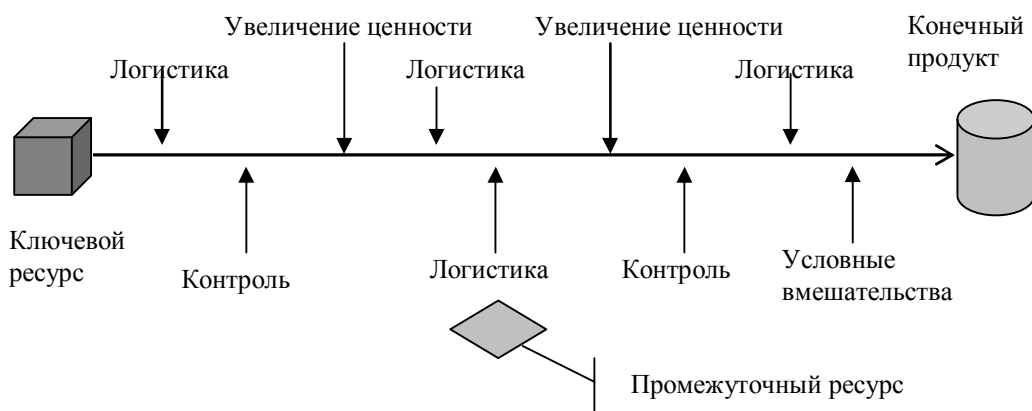 Увеличение ценности
Увеличение ценности
Конечный
продукт
Логистика
Логистика
Логистика
Ключевой
ресурс
Контроль
Логистика
Контроль
Условные
вмешательства
Промежуточный ресурс